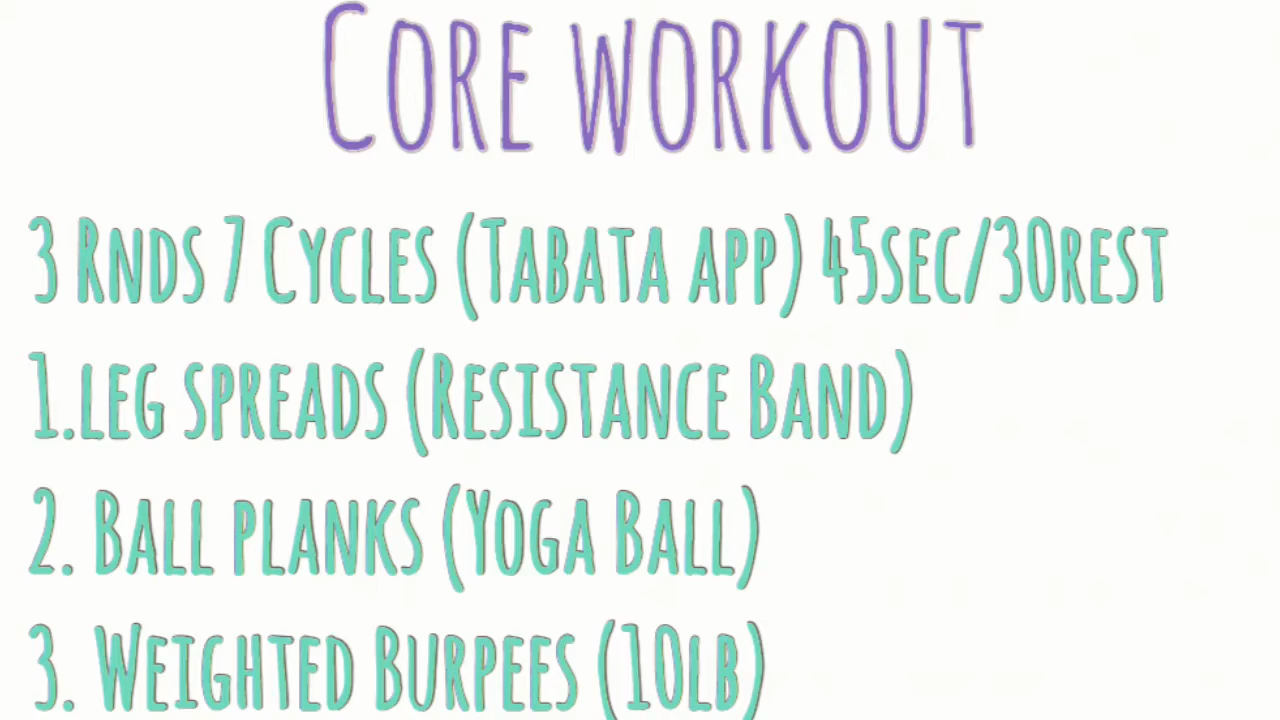 Core workout
3 Rnds 7 Cycles (Tabata app) 45sec/30rest
1.leg spreads (Resistance Band)
2. Ball planks (Yoga Ball)
3. Weighted Burpees (10lb)